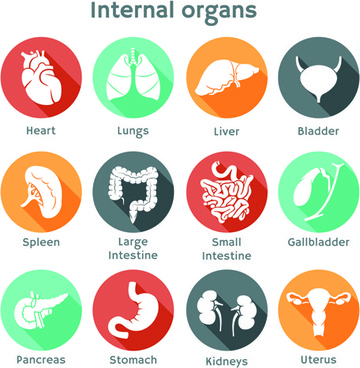 Internal organs
Heart
Lungs
Liver
Bladder
Spleen
Large
Intestine
Small
Intestine
Gallbladder
Pancreas
Stomach
Kidneys
Uterus